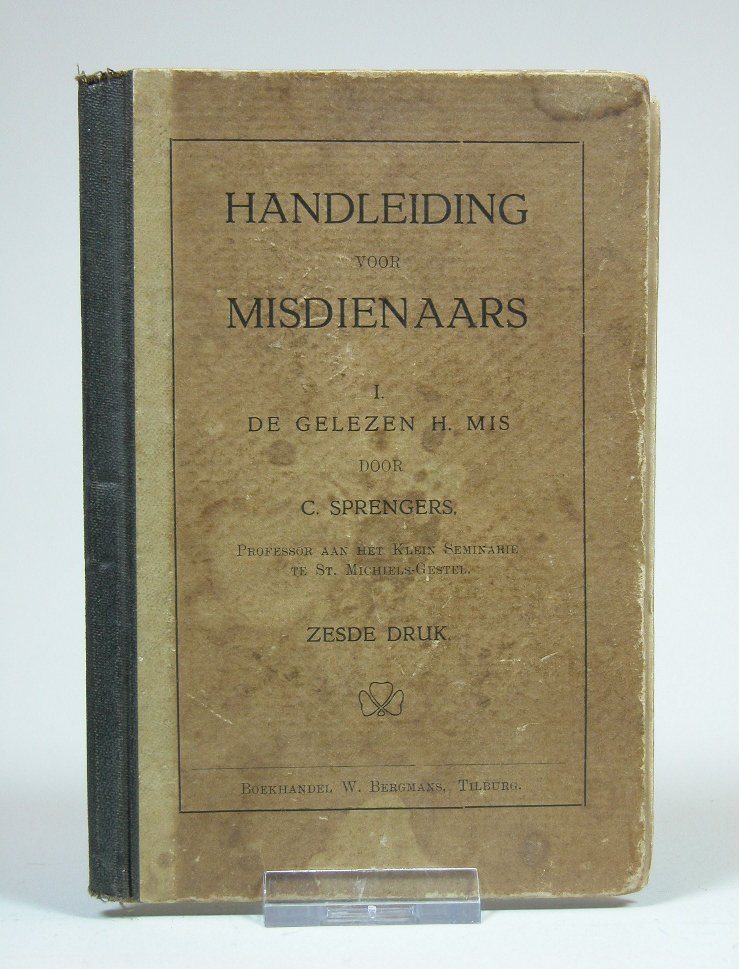 HANDLEIDING
VOOR
MISDIENAARS
I.
DE GELEZEN H. MIS
DOOR
C. SPRENGERS,
PROFESSOR AAN HET KLEIN SEMINARIE
TE ST. MICHIELS-GESTEL.
ZESDE DRUK.
BOEKHANDEL W. BERGMANS, TILBURG.